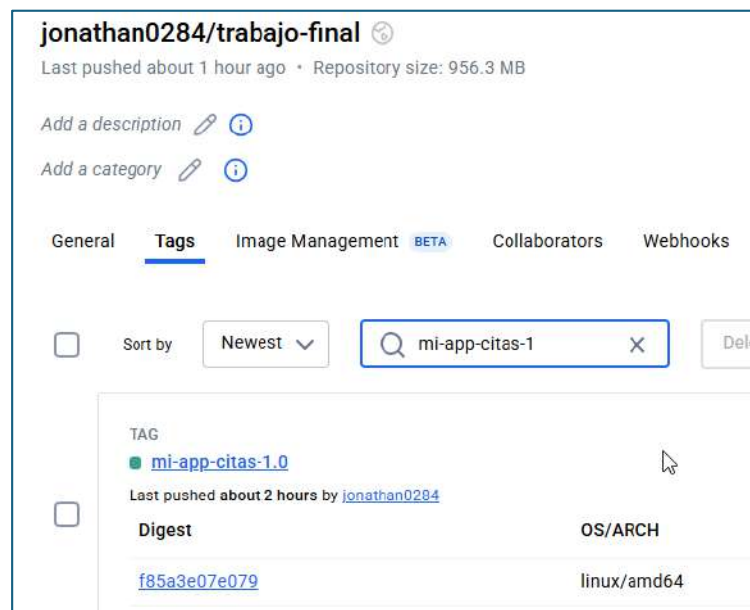 jonathan0284/trabajo-final
Last pushed about 1 hour ago • Repository size: 956.3 MB
Add a description
Add a category
General Tags Image Management BETA Collaborators Webhooks
Sort by Newest mi-app-citas-1 Del
TAG
mi-app-citas-1.0
Last pushed about 2 hours by jonathan0284
Digest OS/ARCH
f85a3e07e079 linux/amd64